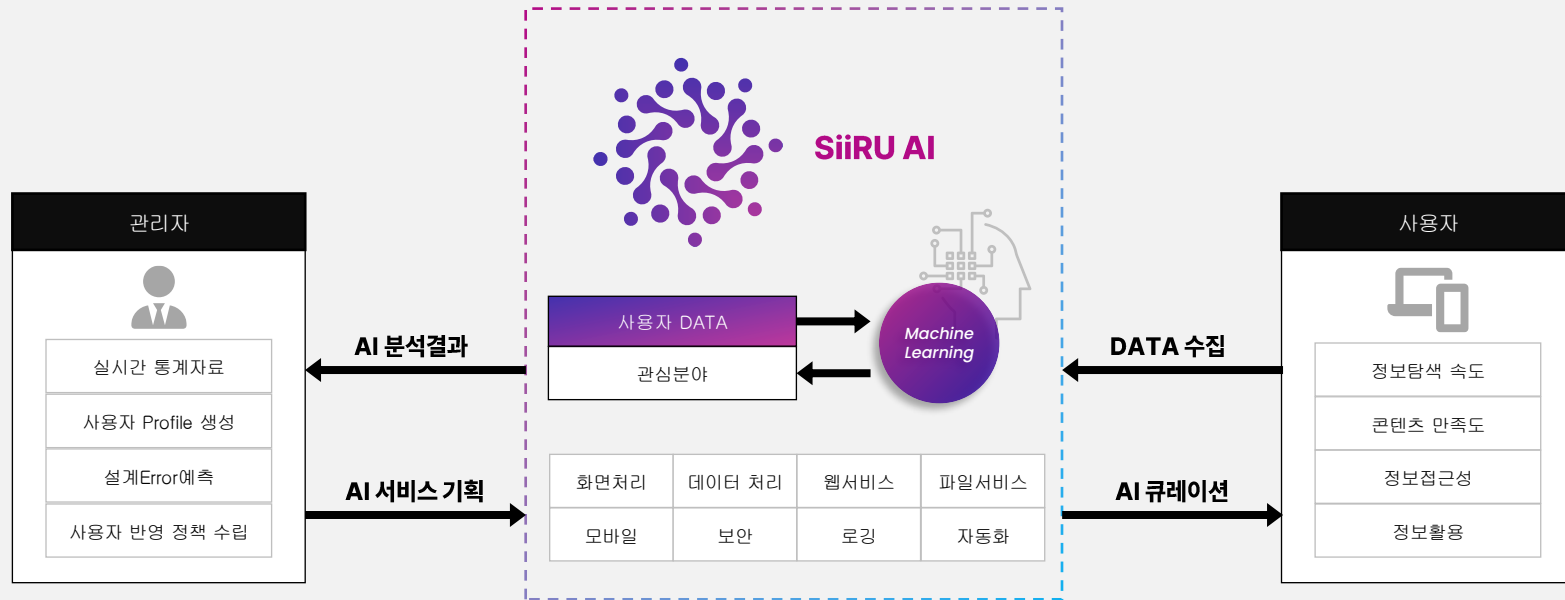 SiiRU AI
관리자
실시간 통계자료
사용자 Profile 생성
설계Error예측
사용자 반영 정책 수립
AI 분석결과
AI 서비스 기획
사용자 DATA
관심분야
Machine
Learning
화면처리
데이터 처리
웹서비스
파일서비스
모바일
보안
로깅
자동화
DATA 수집
AI 큐레이션
사용자
정보탐색 속도
콘텐츠 만족도
정보접근성
정보활용